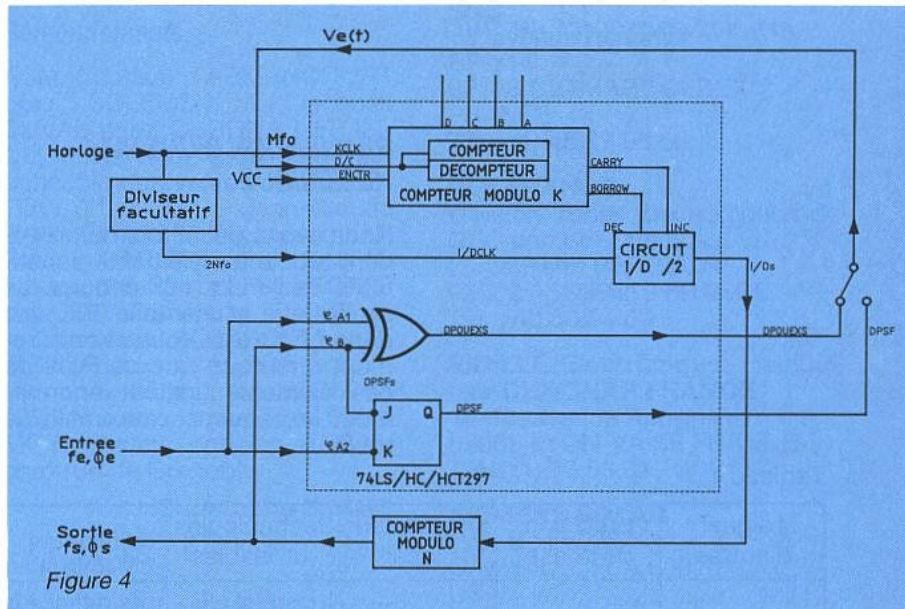 Ve(t)
D C B A
Horloge
Mfo
KCLK
D/C
VCC
ENCTR
COMPTEUR
DECOMPTEUR
COMPTEUR MODULO K
CARRY
BORROW
Diviseur
facultatif
2Nfo
I/DCLK
DEC
INC
CIRCUIT
I/D /2
I/Ds
φA1
φB
DPOUEXS
DPOUEXS
DPSF
DPSFs
J Q
K
DPSF
Entree
fe,ϕe
φA2
74LS/HC/HCT297
Sortie
fs,ϕs
COMPTEUR
MODULO
N
Figure 4